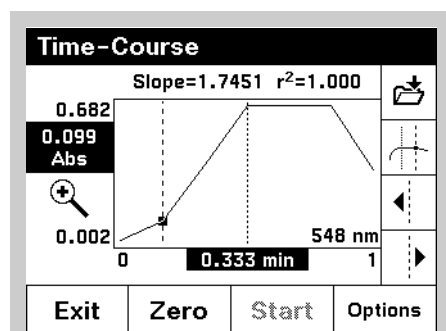 Time-Course
Slope=1.7451 r²=1.000
0.682
0.099
Abs
0.002
548 nm
0
0.333 min
1
Exit
Zero
Start
Options